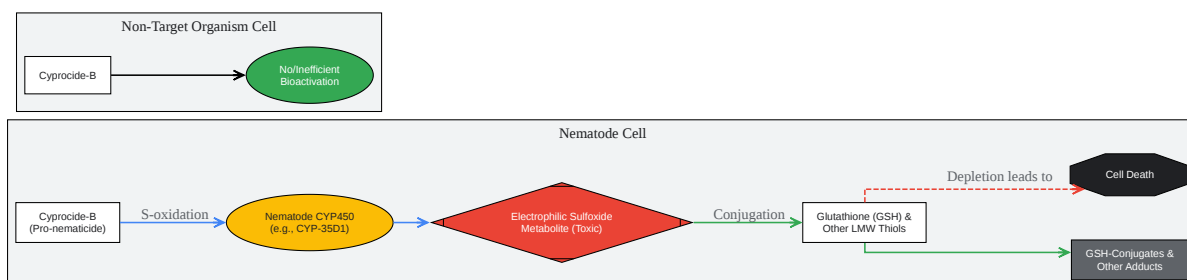 Non-Target Organism Cell
Cyprocide-B
No/Inefficient
Bioactivation
Nematode Cell
Cyprocide-B
(Pro-nematicide)
S-oxidation
Nematode CYP450
(e.g., CYP-35D1)
Electrophilic Sulfoxide
Metabolite (Toxic)
Conjugation
Glutathione (GSH) &
Other LMW Thiols
Depletion leads to
Cell Death
GSH-Conjugates &
Other Adducts